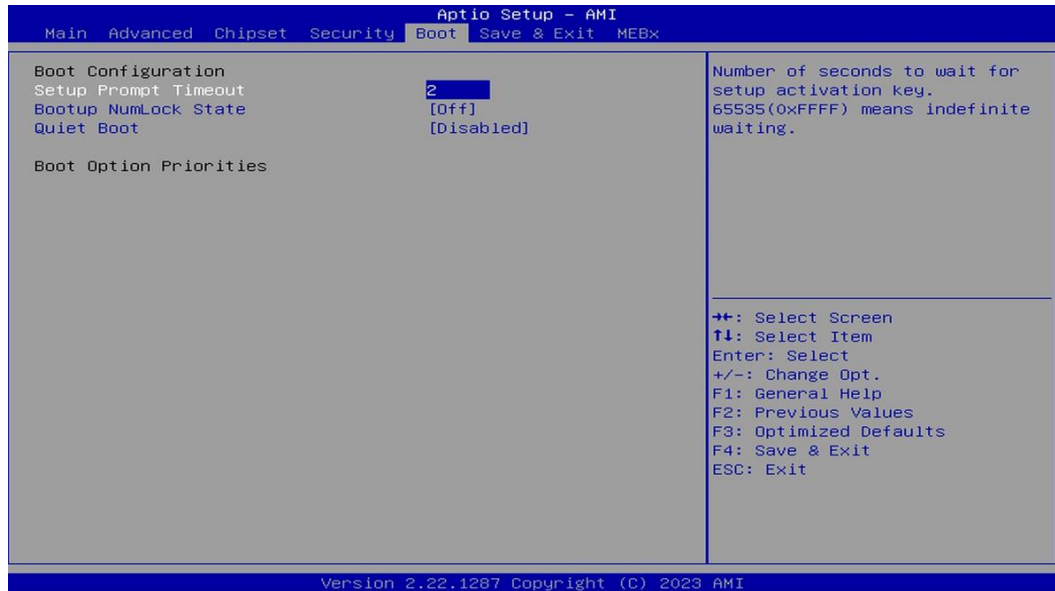 Aptio Setup – AMI
Main Advanced Chipset Security Boot Save & Exit MEBx
Boot Configuration
Setup Prompt Timeout 2
Bootup NumLock State [Off]
Quiet Boot [Disabled]
Boot Option Priorities
Number of seconds to wait for
setup activation key.
65535(0xFFFF) means indefinite
waiting.
→←: Select Screen
↑↓: Select Item
Enter: Select
+/-: Change Opt.
F1: General Help
F2: Previous Values
F3: Optimized Defaults
F4: Save & Exit
ESC: Exit
Version 2.22.1287 Copyright (C) 2023 AMI